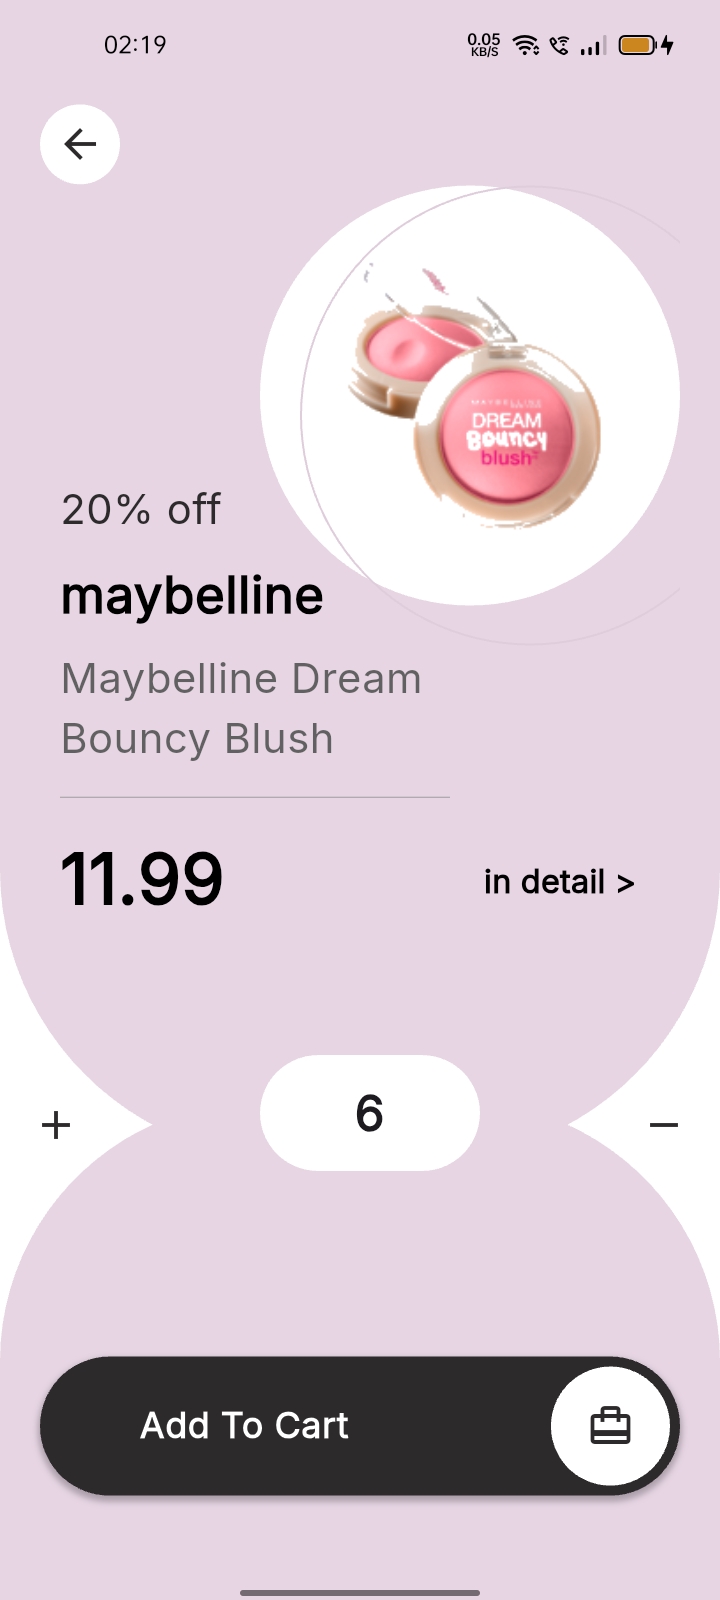 02:19
0.05
KB/S
20% off
MAYBELLINE
DREAM
Bouncy
blush
maybelline
Maybelline Dream
Bouncy Blush
11.99
in detail >
+
6
−
Add To Cart